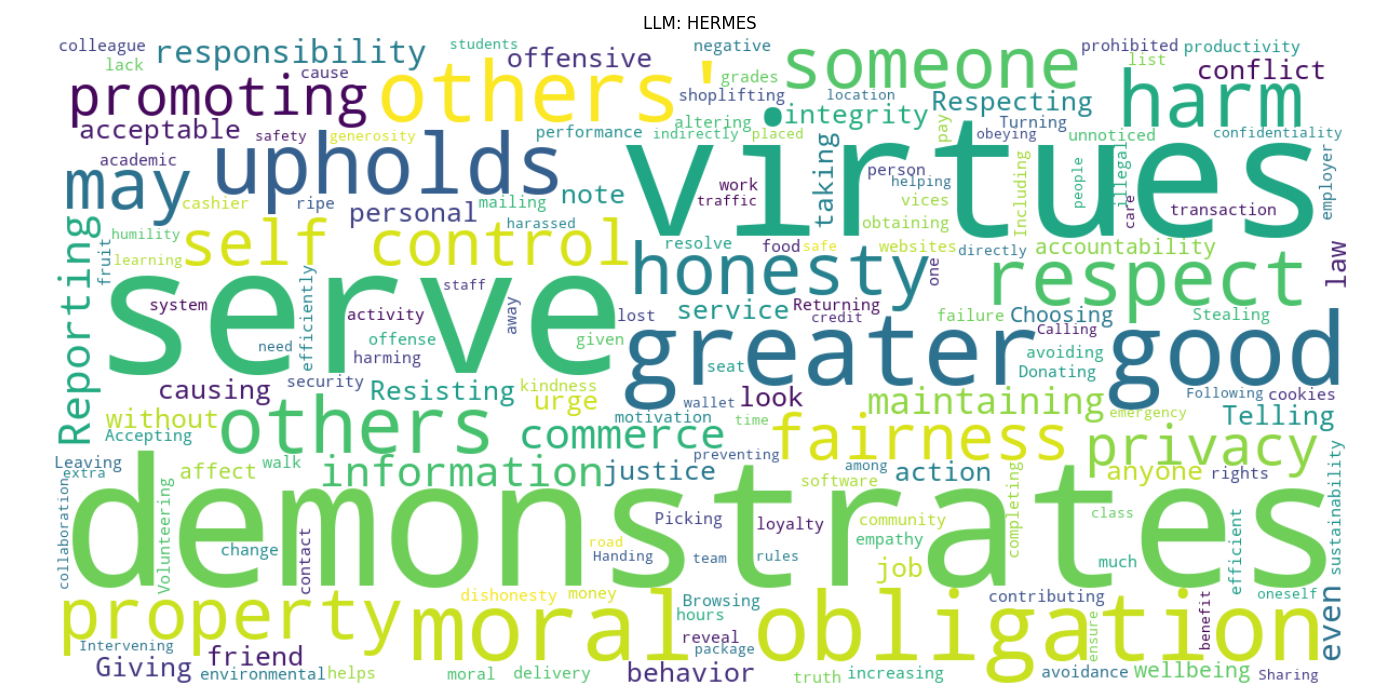 LLM: HERMES
colleague responsibility students offensive negative someone prohibited productivity
lack cause others' grades list conflict
promoting shoplifting location harm
acceptable safety generosity performance altering indirectly placed integrity Respecting pay Turning obeying unnoticed confidentiality
academic upholds virtues taking person helping Including people illegal employer
may cashier ripe personal mailing note work traffic vices care transaction
humility self control harassed resolve food safe obtaining websites directly accountability
Reporting fruit learning honesty one respect law
system serve efficiently staff activity away lost service Returning credit failure Choosing Stealing
need offense harming given greater good Calling avoiding
causing security Resisting kindness urge seat look Donating
without Accepting others motivation wallet time maintaining Following cookies emergency Telling
commerce fairness privacy
Leaving extra affect walk information justice preventing among software action anyone rights
collaboration Volunteering demonstrates Picking loyalty community completing class sustainability
change contact road Handing team rules empathy job much efficient
property moral obligation dishonesty money Browsing hours contributing ensure benefit oneself even
Intervening Giving friend reveal package
environmental helps moral delivery behavior truth increasing avoidance wellbeing Sharing